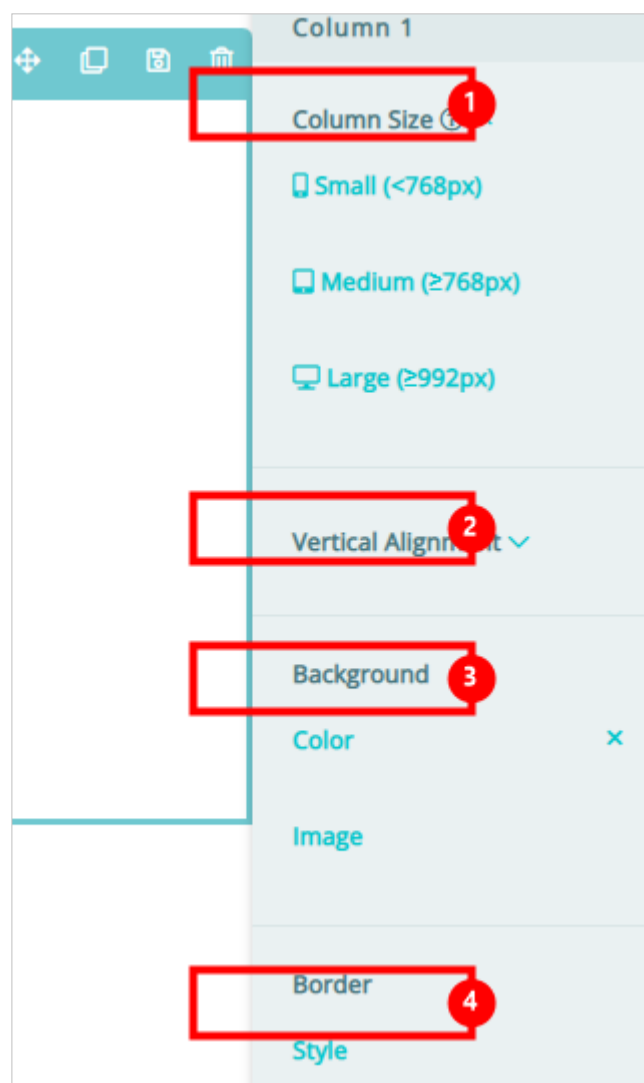 Column 1
1
Column Size
Small (<768px)
Medium (≥768px)
Large (≥992px)
2
Vertical
Background
3
Color
Image
Border
4
Style